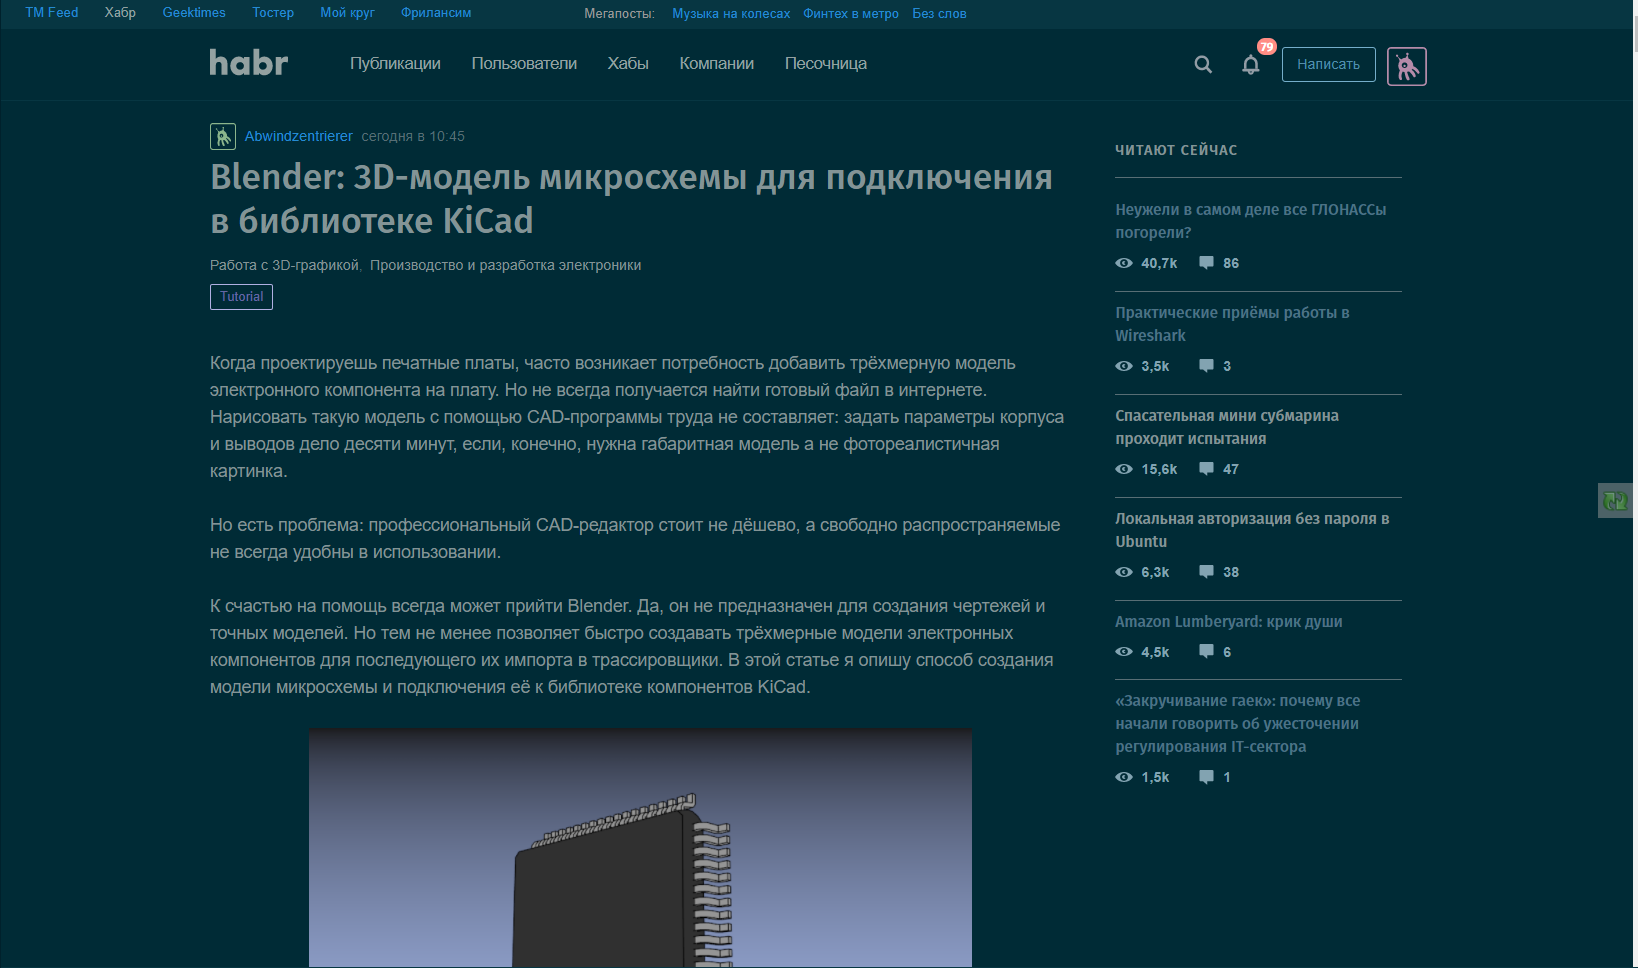 TM Feed Хабр Geektimes Тостер Мой круг Фрилансим Мегапосты: Музыка на колесах Финтех в метро Без слов
habr Публикации Пользователи Хабы Компании Песочница 79 Написать
Abwindzentrierer сегодня в 10:45
Blender: 3D-модель микросхемы для подключения
в библиотеке KiCad
Работа с 3D-графикой, Производство и разработка электроники
Tutorial
Когда проектируешь печатные платы, часто возникает потребность добавить трёхмерную модель
электронного компонента на плату. Но не всегда получается найти готовый файл в интернете.
Нарисовать такую модель с помощью CAD-программы труда не составляет: задать параметры корпуса
и выводов дело десяти минут, если, конечно, нужна габаритная модель а не фотореалистичная
картинка.
Но есть проблема: профессиональный CAD-редактор стоит не дёшево, а свободно распространяемые
не всегда удобны в использовании.
К счастью на помощь всегда может прийти Blender. Да, он не предназначен для создания чертежей и
точных моделей. Но тем не менее позволяет быстро создавать трёхмерные модели электронных
компонентов для последующего их импорта в трассировщики. В этой статье я опишу способ создания
модели микросхемы и подключения её к библиотеке компонентов KiCad.
ЧИТАЮТ СЕЙЧАС
Неужели в самом деле все ГЛОНАССы
погорели?
40,7k 86
Практические приёмы работы в
Wireshark
3,5k 3
Спасательная мини субмарина
проходит испытания
15,6k 47
Локальная авторизация без пароля в
Ubuntu
6,3k 38
Amazon Lumberyard: крик души
4,5k 6
«Закручивание гаек»: почему все
начали говорить об ужесточении
регулирования IT-сектора
1,5k 1